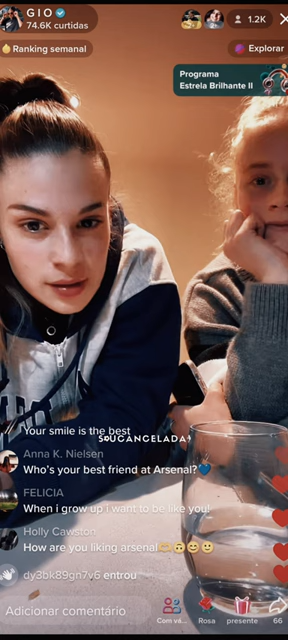 G I O
74.6K curtidas
1.2K
Ranking semanal
Explorar
Programa
Estrela Brilhante II
Your smile is the best
SOUCANCELADA
Anna K. Nielsen
Who's your best friend at Arsenal?💙
FELICIA
When i grow up i want to be like you!
Holly Cawston
How are you liking arsenal🫶🙃😄🙂
dy3bk89gn7v6 entrou
Adicionar comentário
Com vé...
Rosa
presente
66